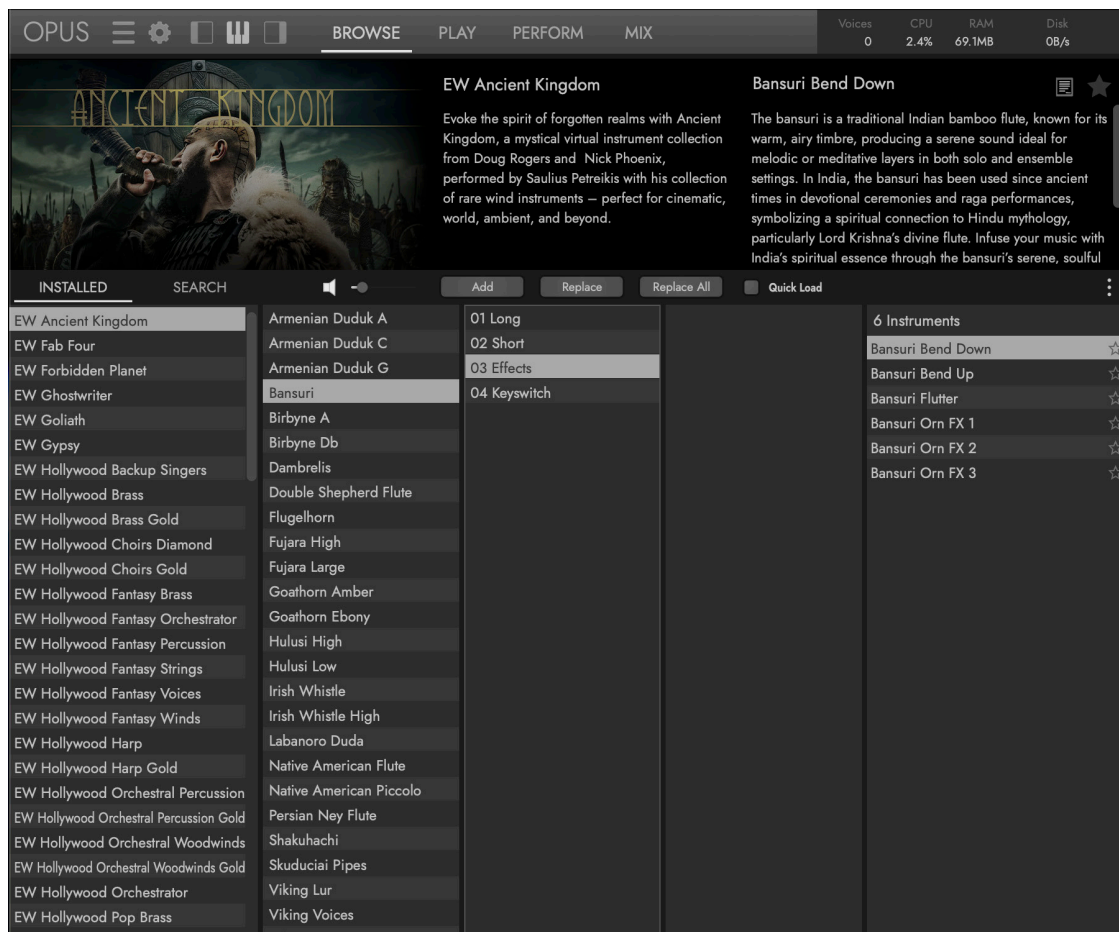 OPUS
BROWSE
PLAY
PERFORM
MIX
Voices
0
CPU
2.4%
RAM
69.1MB
Disk
0B/s
ANCIENT KINGDOM
EW Ancient Kingdom
Evoke the spirit of forgotten realms with Ancient
Kingdom, a mystical virtual instrument collection
from Doug Rogers and Nick Phoenix,
performed by Saulius Petreikis with his collection
of rare wind instruments – perfect for cinematic,
world, ambient, and beyond.
Bansuri Bend Down
The bansuri is a traditional Indian bamboo flute, known for its
warm, airy timbre, producing a serene sound ideal for
melodic or meditative layers in both solo and ensemble
settings. In India, the bansuri has been used since ancient
times in devotional ceremonies and raga performances,
symbolizing a spiritual connection to Hindu mythology,
particularly Lord Krishna's divine flute. Infuse your music with
India's spiritual essence through the bansuri's serene, soulful
INSTALLED
SEARCH
Add
Replace
Replace All
Quick Load
EW Ancient Kingdom
EW Fab Four
EW Forbidden Planet
EW Ghostwriter
EW Goliath
EW Gypsy
EW Hollywood Backup Singers
EW Hollywood Brass
EW Hollywood Brass Gold
EW Hollywood Choirs Diamond
EW Hollywood Choirs Gold
EW Hollywood Fantasy Brass
EW Hollywood Fantasy Orchestrator
EW Hollywood Fantasy Percussion
EW Hollywood Fantasy Strings
EW Hollywood Fantasy Voices
EW Hollywood Fantasy Winds
EW Hollywood Harp
EW Hollywood Harp Gold
EW Hollywood Orchestral Percussion
EW Hollywood Orchestral Percussion Gold
EW Hollywood Orchestral Woodwinds
EW Hollywood Orchestral Woodwinds Gold
EW Hollywood Orchestrator
EW Hollywood Pop Brass
Armenian Duduk A
Armenian Duduk C
Armenian Duduk G
Bansuri
Birbyne A
Birbyne Db
Dambrelis
Double Shepherd Flute
Flugelhorn
Fujara High
Fujara Large
Goathorn Amber
Goathorn Ebony
Hulusi High
Hulusi Low
Irish Whistle
Irish Whistle High
Labanoro Duda
Native American Flute
Native American Piccolo
Persian Ney Flute
Shakuhachi
Skuduciai Pipes
Viking Lur
Viking Voices
01 Long
02 Short
03 Effects
04 Keyswitch
6 Instruments
Bansuri Bend Down
Bansuri Bend Up
Bansuri Flutter
Bansuri Orn FX 1
Bansuri Orn FX 2
Bansuri Orn FX 3